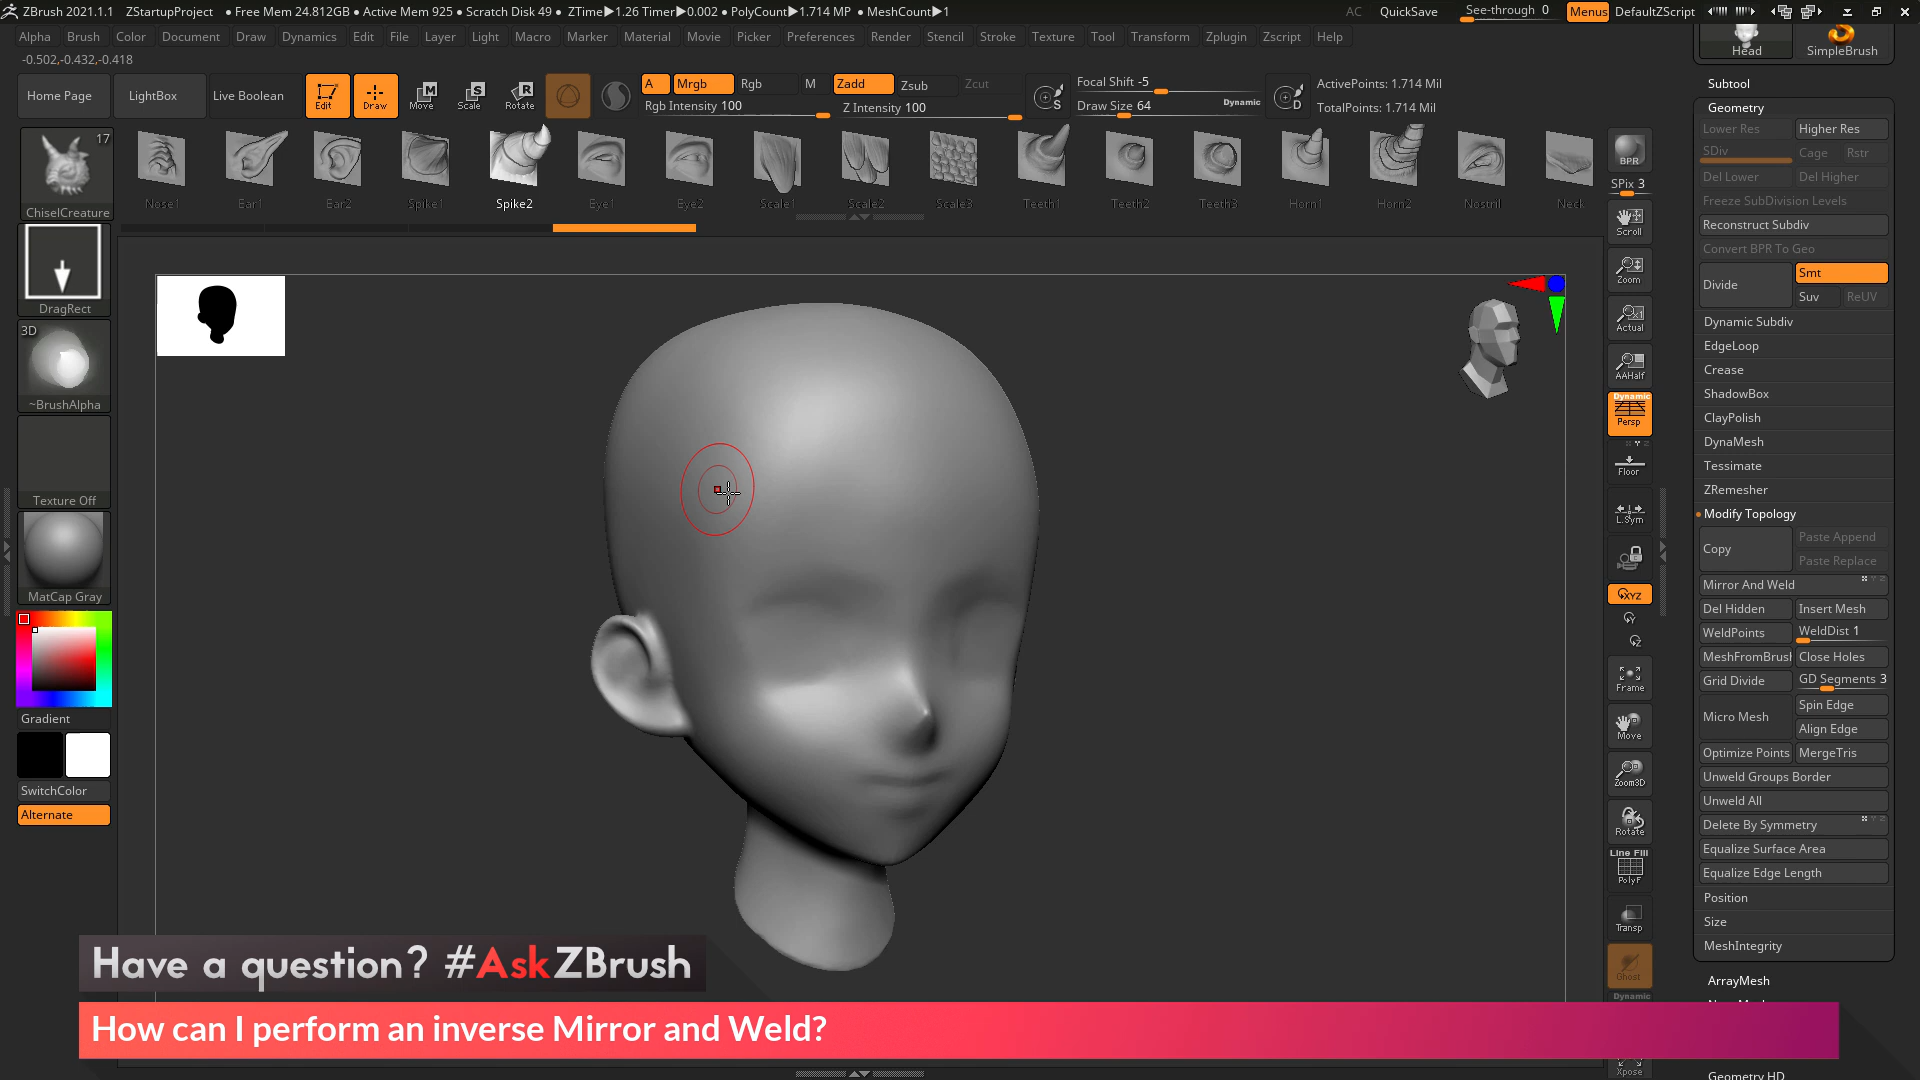 ZBrush 2021.1.1 ZStartupProject • Free Mem 24.812GB • Active Mem 925 • Scratch Disk 49 • ZTime▶1.26 Timer▶0.002 • PolyCount▶1.714 MP • MeshCount▶1 AC QuickSave See-through 0 Menus DefaultZScript
Alpha Brush Color Document Draw Dynamics Edit File Layer Light Macro Marker Material Movie Picker Preferences Render Stencil Stroke Texture Tool Transform Zplugin Zscript Help
-0.502,-0.432,-0.418
Home Page LightBox Live Boolean Edit Draw Move Scale Rotate
A Mrgb Rgb M Zadd Zsub Zcut
Rgb Intensity 100 Z Intensity 100
Focal Shift -5
Draw Size 64 Dynamic
S D
ActivePoints: 1.714 Mil
TotalPoints: 1.714 Mil
17
ChiselCreature
Nose1 Ear1 Ear2 Spike1 Spike2 Eye1 Eye2 Scale1 Scale2 Scale3 Teeth1 Teeth2 Teeth3 Horn1 Horn2 Nostril Neck
DragRect
3D
~BrushAlpha
Texture Off
MatCap Gray
Gradient
SwitchColor
Alternate
BPR
SPix 3
Scroll
Zoom
Actual
AAHalf
Dynamic
Persp
Floor
L.Sym
XYZ
Y
Z
Frame
Move
Zoom3D
Rotate
Line Fill
PolyF
Transp
Ghost
Dynamic
Xpose
Head SimpleBrush
Subtool
Geometry
Lower Res Higher Res
SDiv Cage Rstr
Del Lower Del Higher
Freeze SubDivision Levels
Reconstruct Subdiv
Convert BPR To Geo
Divide Smt
Suv ReUV
Dynamic Subdiv
EdgeLoop
Crease
ShadowBox
ClayPolish
DynaMesh
Tessimate
ZRemesher
Modify Topology
Copy Paste Append
Paste Replace
Mirror And Weld
Del Hidden Insert Mesh
WeldPoints WeldDist 1
MeshFromBrusl Close Holes
Grid Divide GD Segments 3
Micro Mesh Spin Edge
Align Edge
Optimize Points MergeTris
Unweld Groups Border
Unweld All
Delete By Symmetry
Equalize Surface Area
Equalize Edge Length
Position
Size
MeshIntegrity
ArrayMesh
Geometry HD
Have a question? #AskZBrush
How can I perform an inverse Mirror and Weld?